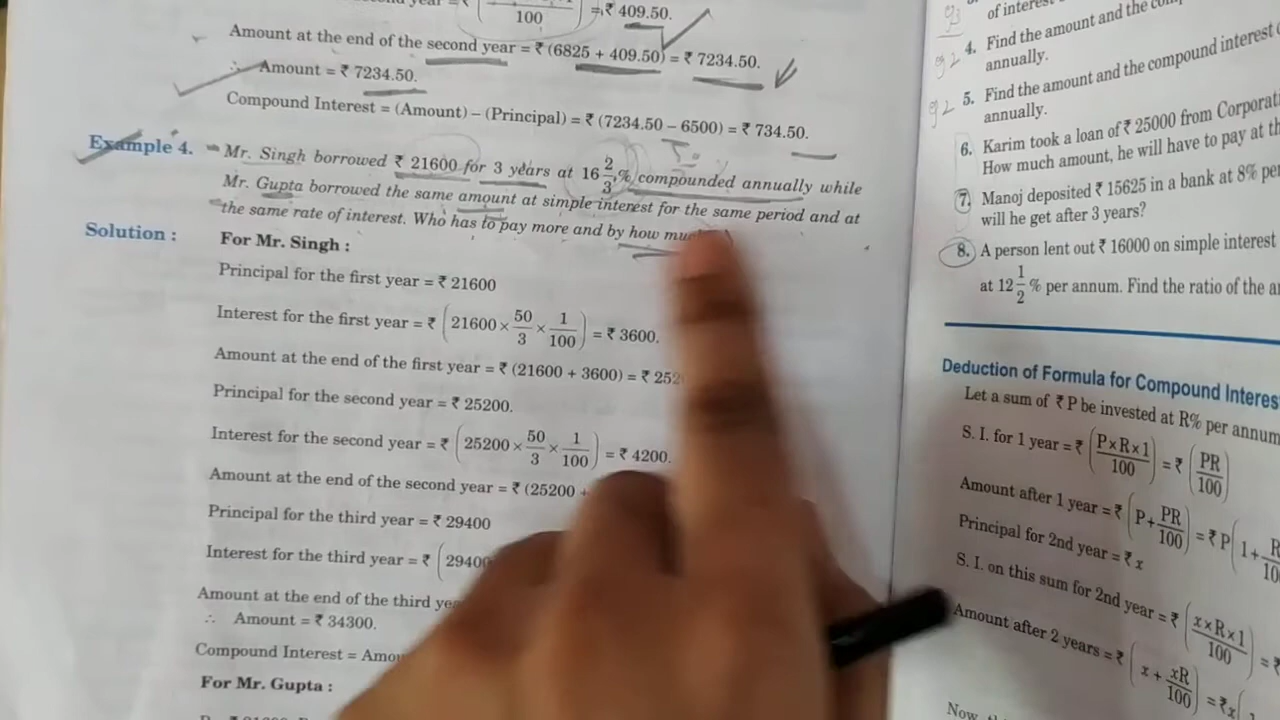 100
= ₹ 409.50.
Amount at the end of the second year = ₹ (6825 + 409.50) = ₹ 7234.50.
∴ Amount = ₹ 7234.50.
Compound Interest = (Amount) – (Principal) = ₹ (7234.50 – 6500) = ₹ 734.50.
Example 4. Mr. Singh borrowed ₹ 21600 for 3 years at 16 2/3 % compounded annually while
Mr. Gupta borrowed the same amount at simple interest for the same period and at
the same rate of interest. Who has to pay more and by how
Solution :
For Mr. Singh :
Principal for the first year = ₹ 21600
Interest for the first year = ₹ (21600 × 50/3 × 1/100) = ₹ 3600.
Amount at the end of the first year = ₹ (21600 + 3600) = ₹
Principal for the second year = ₹ 25200.
Interest for the second year = ₹ (25200 × 50/3 × 1/100) = ₹ 4200.
Amount at the end of the second year = ₹ (25200 +
Principal for the third year = ₹ 29400
Interest for the third year = ₹ (29400
Amount at the end of the third
∴ Amount = ₹ 34300.
Compound Interest =
For Mr. Gupta :
of interest
4. Find the amount and the
annually.
5. Find the amount and the compound interest
annually.
6. Karim took a loan of ₹ 25000 from
How much amount, he will have to pay at
7. Manoj deposited ₹ 15625 in a bank at 8%
will he get after 3 years?
8. A person lent out ₹ 16000 on simple interest
at 12 1/2 % per annum. Find the ratio of the
Deduction of Formula for Compound
Let a sum of ₹ P be invested at R% per annum
S. I. for 1 year = ₹ (P×R×1/100) = ₹ (PR/100)
Amount after 1 year = ₹ (P + PR/100) = ₹ P(1+
Principal for 2nd year = ₹ x
S. I. on this sum for 2nd year = ₹ (x×R×1/100) =
Amount after 2 years = ₹ (x + xR/100) = ₹ x
Now,